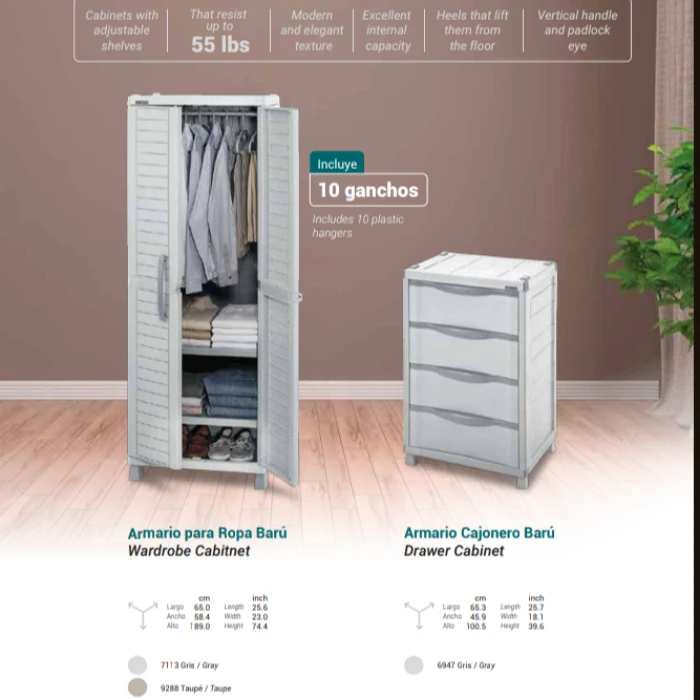 Cabinets with
adjustable
shelves
That resist
up to
55 lbs
Modern
and elegant
texture
Excellent
internal
capacity
Heels that lift
them from
the floor
Vertical handle
and padlock
eye
Incluye
10 ganchos
Includes 10 plastic
hangers
Armario para Ropa Barú
Wardrobe Cabitnet
cm inch
Largo 65.0 Length 25.6
Ancho 58.4 Width 23.0
Alto 189.0 Height 74.4
7113 Gris / Gray
9288 Taupé / Taupe
Armario Cajonero Barú
Drawer Cabinet
cm inch
Largo 65.3 Length 25.7
Ancho 45.9 Width 18.1
Alto 100.5 Height 39.6
6947 Gris / Gray